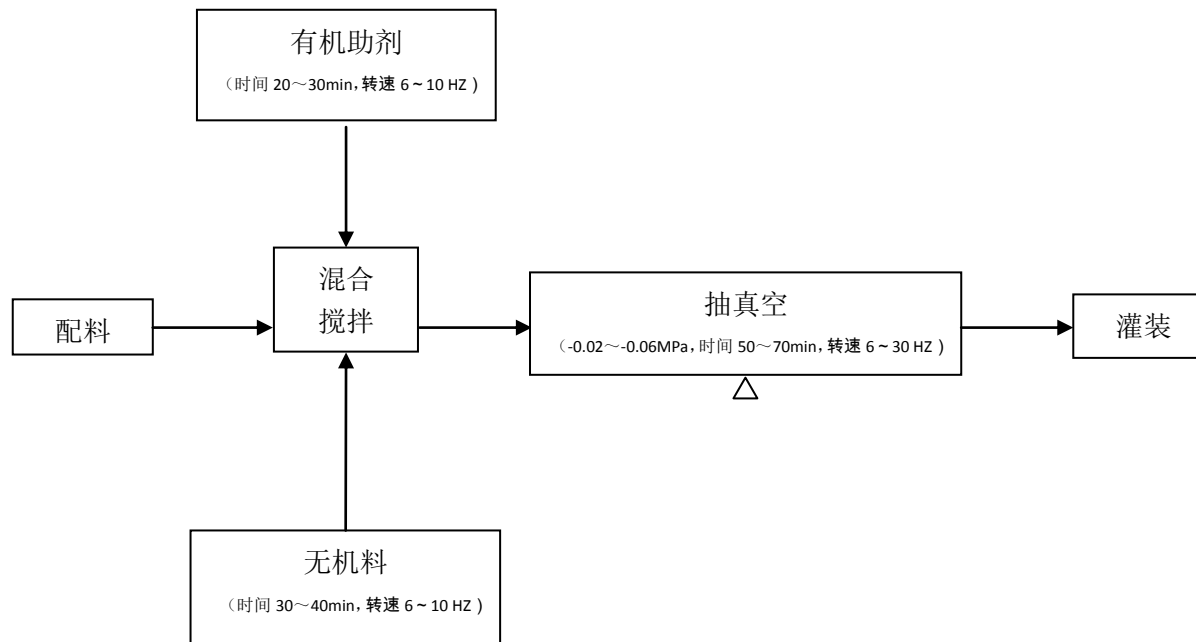 有机助剂
（时间 20～30min，转速 6～10 HZ）
混合
搅拌
配料
抽真空
（-0.02～-0.06MPa，时间 50～70min，转速 6～30 HZ）
灌装
无机料
（时间 30～40min，转速 6～10 HZ）